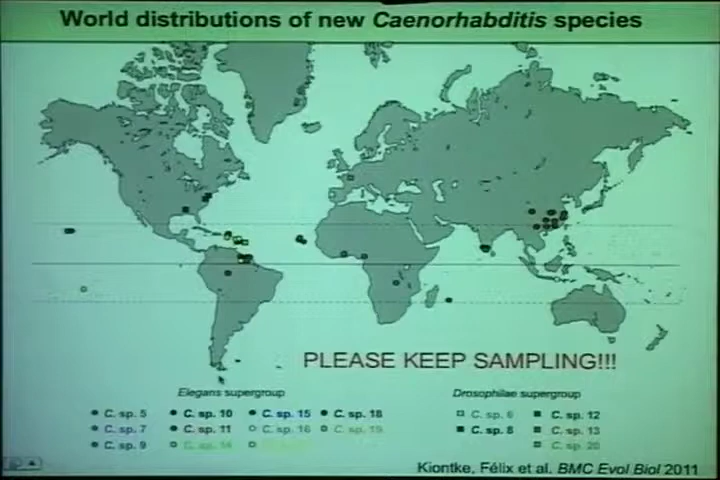 World distributions of new Caenorhabditis species
PLEASE KEEP SAMPLING!!!
Elegans supergroup
Drosophilae supergroup
C. sp. 5 C. sp. 10 C. sp. 15 C. sp. 18 C. sp. 6 C. sp. 12
C. sp. 7 C. sp. 11 C. sp. 16 C. sp. 19 C. sp. 8 C. sp. 13
C. sp. 9 C. sp. 14 C. sp. 20
Kiontke, Félix et al. BMC Evol Biol 2011